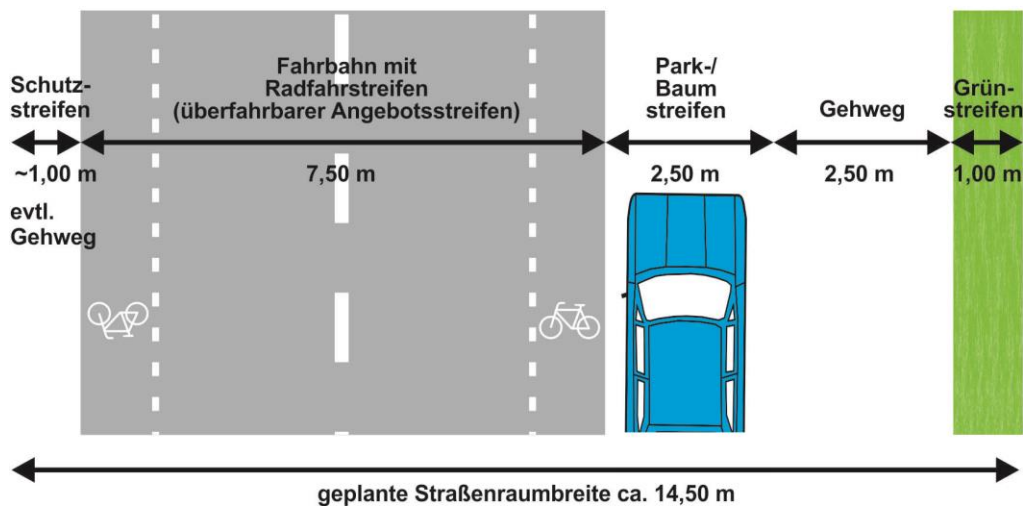 Schutz-
streifen
~1,00 m
evtl.
Gehweg
Fahrbahn mit
Radfahrstreifen
(überfahrbarer Angebotsstreifen)
7,50 m
Park-/
Baum
streifen
2,50 m
Gehweg
2,50 m
Grün-
streifen
1,00 m
geplante Straßenraumbreite ca. 14,50 m